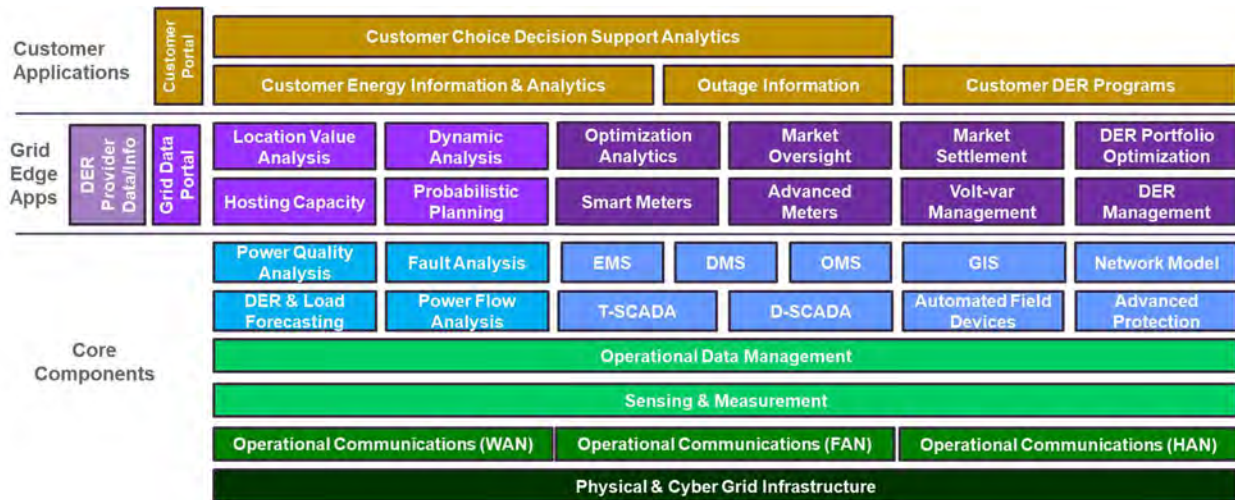 Customer
Applications
Customer
Portal
Customer Choice Decision Support Analytics
Customer Energy Information & Analytics
Outage Information
Customer DER Programs
Grid
Edge
Apps
DER
Provider
Data/Info
Grid Data
Portal
Location Value
Analysis
Dynamic
Analysis
Optimization
Analytics
Market
Oversight
Market
Settlement
DER Portfolio
Optimization
Hosting Capacity
Probabilistic
Planning
Smart Meters
Advanced
Meters
Volt-var
Management
DER
Management
Core
Components
Power Quality
Analysis
Fault Analysis
EMS
DMS
OMS
GIS
Network Model
DER & Load
Forecasting
Power Flow
Analysis
T-SCADA
D-SCADA
Automated Field
Devices
Advanced
Protection
Operational Data Management
Sensing & Measurement
Operational Communications (WAN)
Operational Communications (FAN)
Operational Communications (HAN)
Physical & Cyber Grid Infrastructure